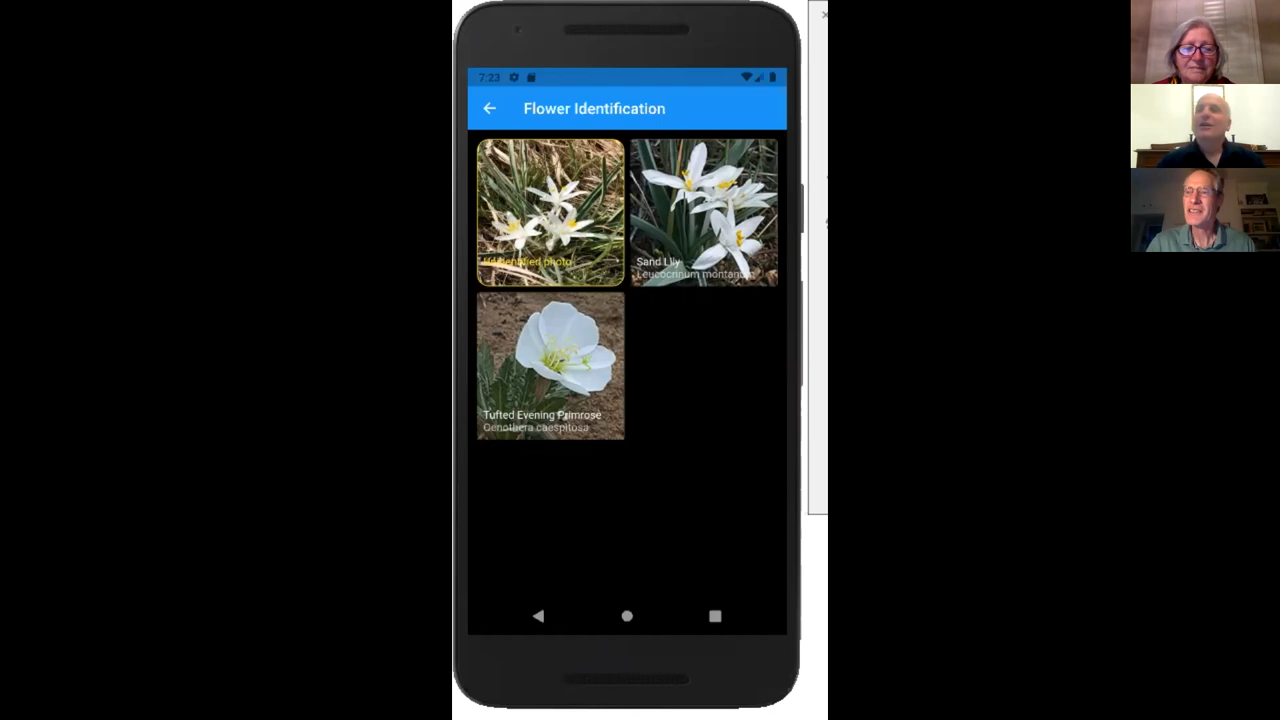 7:23
Flower Identification
Unidentified photo
Sand Lily
Leucocrinum montanum
Tufted Evening Primrose
Oenothera caespitosa